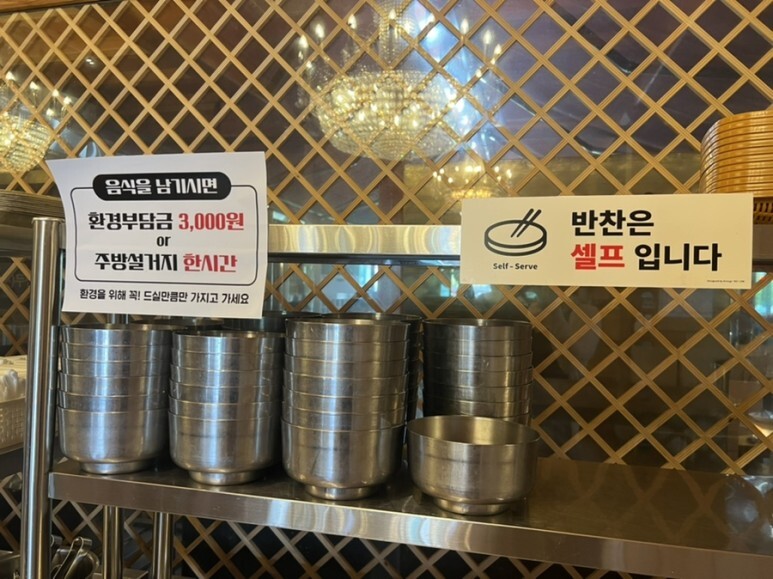 음식을 남기시면
환경부담금 3,000원
or
주방설거지 한시간
환경을 위해 꼭! 드실만큼만 가지고 가세요
반찬은
셀프 입니다
Self-Serve